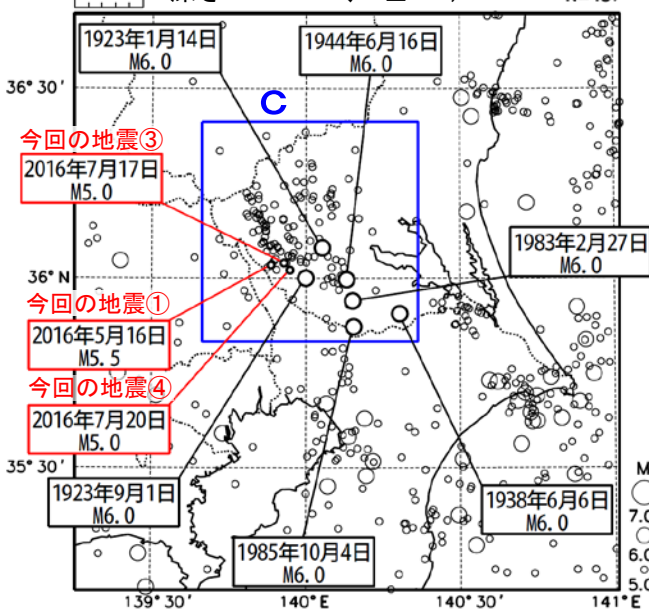 1923年1月14日
M6.0
1944年6月16日
M6.0
36°30'
C
今回の地震③
2016年7月17日
M5.0
1983年2月27日
M6.0
36°N
今回の地震①
2016年5月16日
M5.5
今回の地震④
2016年7月20日
M5.0
35°30'
1923年9月1日
M6.0
1985年10月4日
M6.0
1938年6月6日
M6.0
M
7.0
6.0
5.0
139°30'
140°E
140°30'
141°E